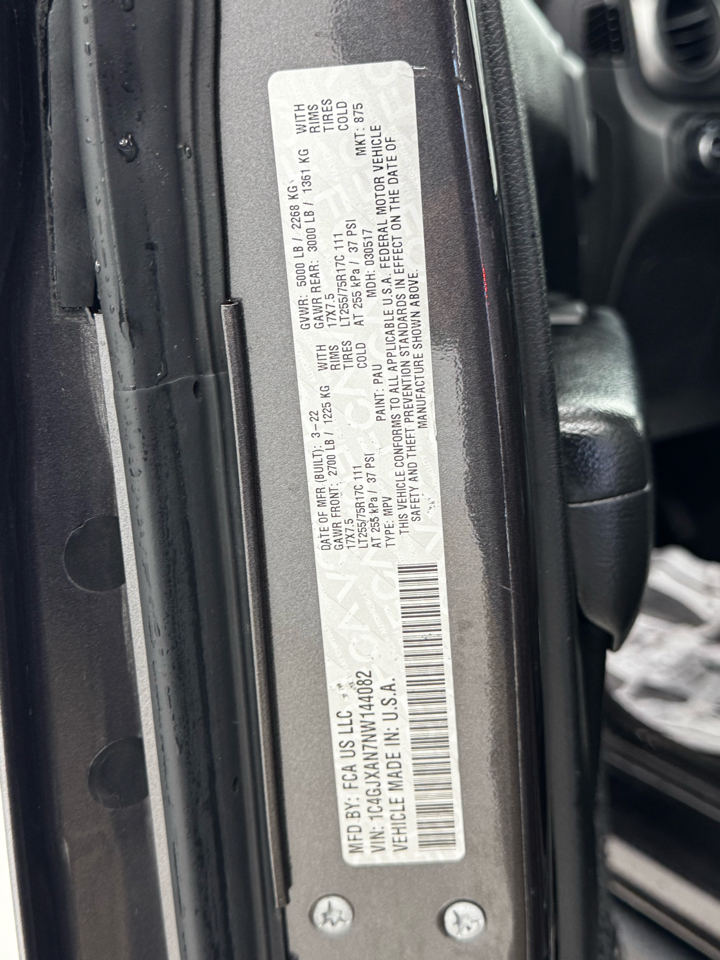 MFD BY: FCA US LLC
VIN: 1C4GJXAN7NW144082
VEHICLE MADE IN: U.S.A.
DATE OF MFR (BUILT): 3-22
GAWR FRONT: 2700 LB / 1225 KG WITH
17X7.5 RIMS
LT255/75R17C 111 TIRES
AT 255 kPa / 37 PSI COLD
GVWR: 5000 LB / 2268 KG
GAWR REAR: 3000 LB / 1361 KG WITH
17X7.5 RIMS
LT255/75R17C 111 TIRES
AT 255 kPa / 37 PSI COLD
TYPE: MPV PAINT: PAU MDH: 030517 MKT: 875
THIS VEHICLE CONFORMS TO ALL APPLICABLE U.S.A. FEDERAL MOTOR VEHICLE
SAFETY AND THEFT PREVENTION STANDARDS IN EFFECT ON THE DATE OF
MANUFACTURE SHOWN ABOVE.